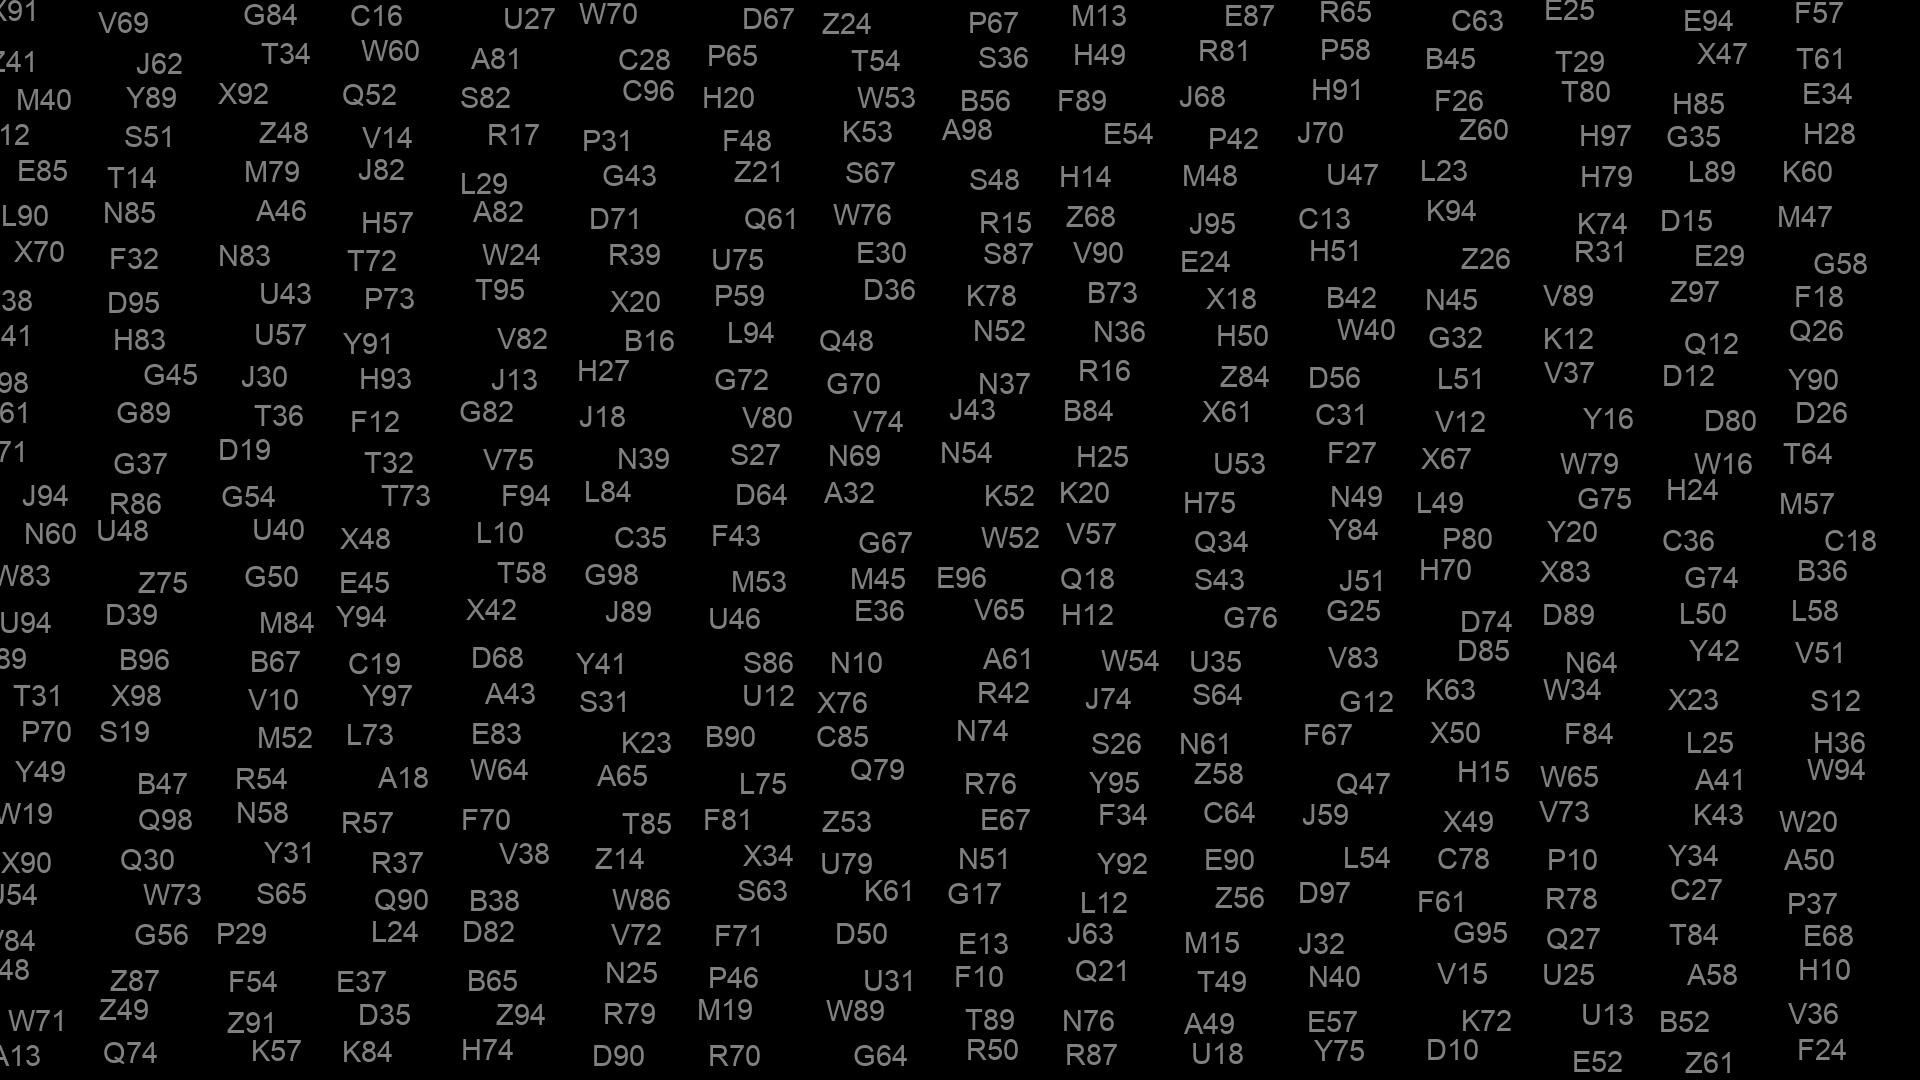 X91 V69 G84 C16 U27 W70 D67 Z24 P67 M13 E87 R65 C63 E25 E94 F57
Z41 J62 T34 W60 A81 C28 P65 T54 S36 H49 R81 P58 B45 T29 X47 T61
M40 Y89 X92 Q52 S82 C96 H20 W53 B56 F89 J68 H91 F26 T80 H85 E34
12 S51 Z48 V14 R17 P31 F48 K53 A98 E54 P42 J70 Z60 H97 G35 H28
E85 T14 M79 J82 L29 G43 Z21 S67 S48 H14 M48 U47 L23 H79 L89 K60
L90 N85 A46 H57 A82 D71 Q61 W76 R15 Z68 J95 C13 K94 K74 D15 M47
X70 F32 N83 T72 W24 R39 U75 E30 S87 V90 E24 H51 Z26 R31 E29 G58
38 D95 U43 P73 T95 X20 P59 D36 K78 B73 X18 B42 N45 V89 Z97 F18
41 H83 U57 Y91 V82 B16 L94 Q48 N52 N36 H50 W40 G32 K12 Q12 Q26
98 G45 J30 H93 J13 H27 G72 G70 N37 R16 Z84 D56 L51 V37 D12 Y90
61 G89 T36 F12 G82 J18 V80 V74 J43 B84 X61 C31 V12 Y16 D80 D26
71 G37 D19 T32 V75 N39 S27 N69 N54 H25 U53 F27 X67 W79 W16 T64
J94 R86 G54 T73 F94 L84 D64 A32 K52 K20 H75 N49 L49 G75 H24 M57
N60 U48 U40 X48 L10 C35 F43 G67 W52 V57 Q34 Y84 P80 Y20 C36 C18
W83 Z75 G50 E45 T58 G98 M53 M45 E96 Q18 S43 J51 H70 X83 G74 B36
U94 D39 M84 Y94 X42 J89 U46 E36 V65 H12 G76 G25 D74 D89 L50 L58
89 B96 B67 C19 D68 Y41 S86 N10 A61 W54 U35 V83 D85 N64 Y42 V51
T31 X98 V10 Y97 A43 S31 U12 X76 R42 J74 S64 G12 K63 W34 X23 S12
P70 S19 M52 L73 E83 K23 B90 C85 N74 S26 N61 F67 X50 F84 L25 H36
Y49 B47 R54 A18 W64 A65 L75 Q79 R76 Y95 Z58 Q47 H15 W65 A41 W94
W19 Q98 N58 R57 F70 T85 F81 Z53 E67 F34 C64 J59 X49 V73 K43 W20
X90 Q30 Y31 R37 V38 Z14 X34 U79 N51 Y92 E90 L54 C78 P10 Y34 A50
54 W73 S65 Q90 B38 W86 S63 K61 G17 L12 Z56 D97 F61 R78 C27 P37
V84 G56 P29 L24 D82 V72 F71 D50 E13 J63 M15 J32 G95 Q27 T84 E68
48 Z87 F54 E37 B65 N25 P46 U31 F10 Q21 T49 N40 V15 U25 A58 H10
W71 Z49 Z91 D35 Z94 R79 M19 W89 T89 N76 A49 E57 K72 U13 B52 V36
A13 Q74 K57 K84 H74 D90 R70 G64 R50 R87 U18 Y75 D10 E52 Z61 F24